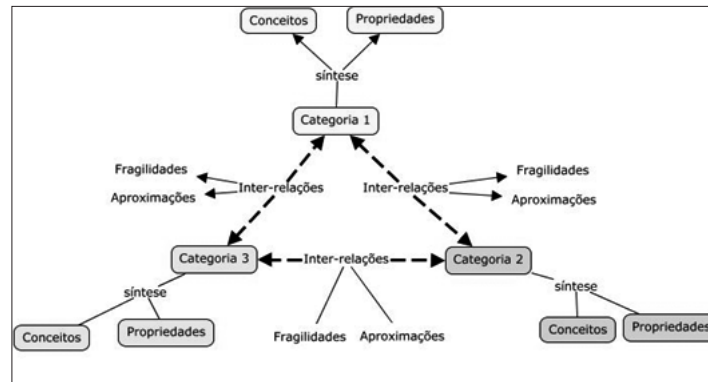 Conceitos
Propriedades
síntese
Categoria 1
Fragilidades
Inter-relações
Aproximações
Inter-relações
Fragilidades
Aproximações
Categoria 3
Inter-relações
Categoria 2
síntese
síntese
Conceitos
Propriedades
Fragilidades
Aproximações
Conceitos
Propriedades